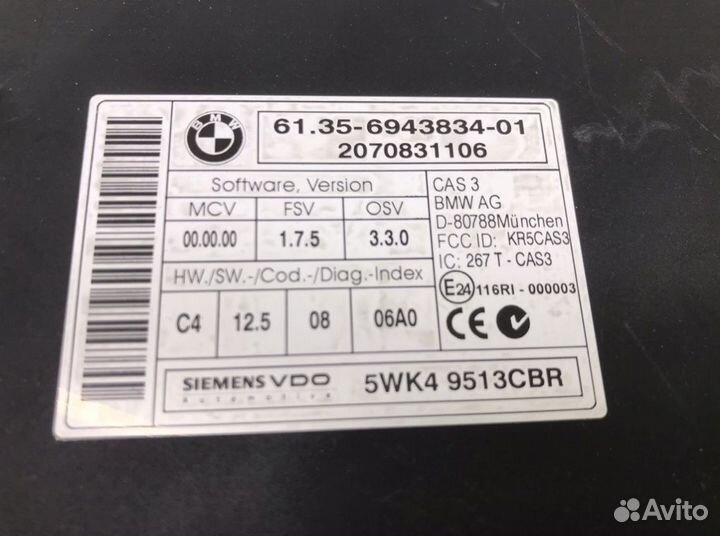 BMW
61.35-6943834-01
2070831106
Software, Version
MCV FSV OSV
00.00.00 1.7.5 3.3.0
HW./SW.-/Cod.-/Diag.-Index
C4 12.5 08 06A0
CAS 3
BMW AG
D-80788München
FCC ID: KR5CAS3
IC: 267 T - CAS3
E24 116RI - 000003
CE
SIEMENS VDO
Automotive
5WK4 9513CBR
Avito